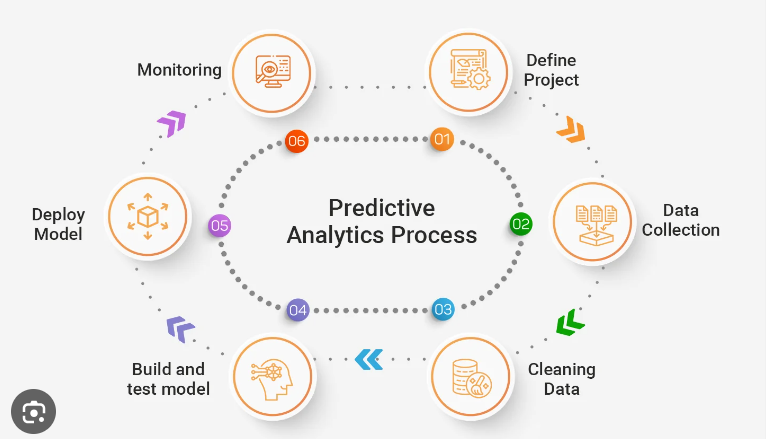 Predictive
Analytics Process
01
Define
Project
02
Data
Collection
03
Cleaning
Data
04
Build and
test model
05
Deploy
Model
06
Monitoring